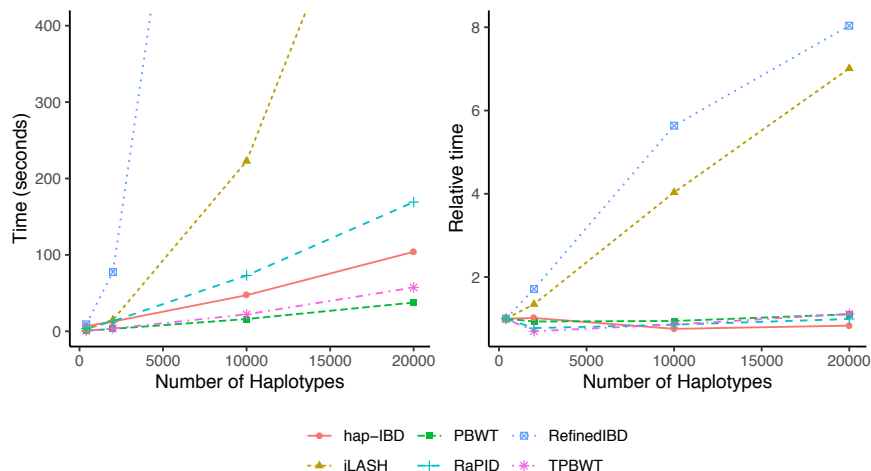 400
300
200
100
0
Time (seconds)
0 5000 10000 15000 20000
Number of Haplotypes
8
6
4
2
Relative time
0 5000 10000 15000 20000
Number of Haplotypes
hap−IBD PBWT RefinedIBD
iLASH RaPID TPBWT